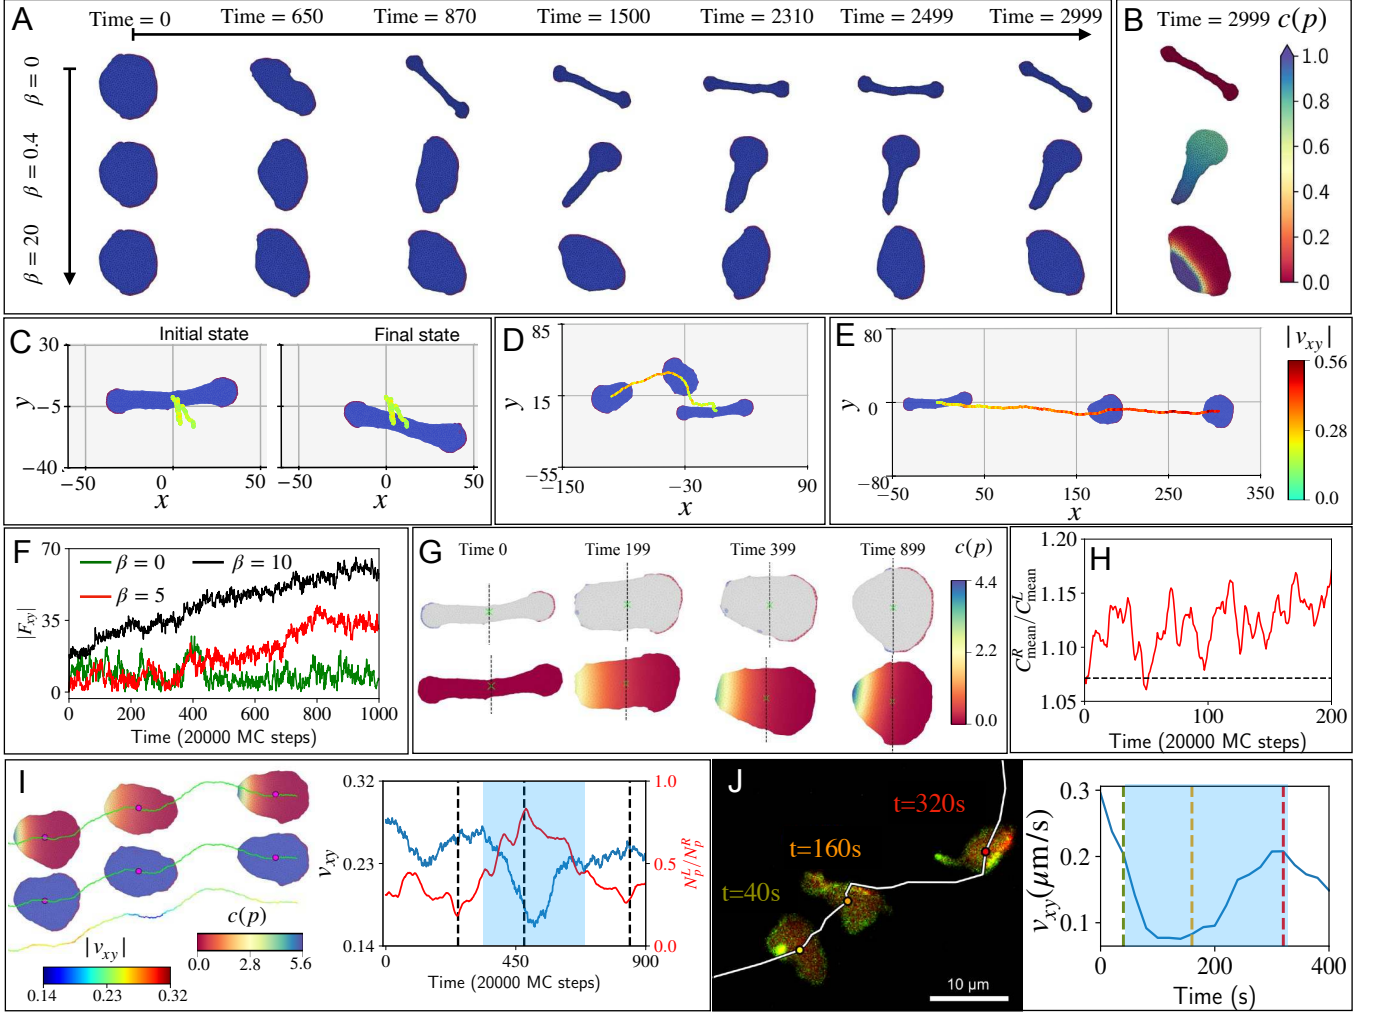 A
Time = 0 Time = 650 Time = 870 Time = 1500 Time = 2310 Time = 2499 Time = 2999
β = 0
β = 0.4
β = 20
B
Time = 2999 c(p)
1.0
0.8
0.6
0.4
0.2
0.0
C
Initial state Final state
30
−5
−40
y
−50 0 50 −50 0 50
x x
D
85
15
−55
y
−150 −30 90
x
E
80
0
−80
y
−50 50 150 250 350
x
|v_xy|
0.56
0.28
0.0
F
70
35
0
|F_xy|
β = 0 β = 10
β = 5
0 200 400 600 800 1000
Time (20000 MC steps)
G
Time 0 Time 199 Time 399 Time 899 c(p)
4.4
2.2
0.0
H
1.20
1.15
1.10
1.05
C^R_mean/C^L_mean
0 100 200
Time (20000 MC steps)
I
c(p)
0.0 2.8 5.6
|v_xy|
0.14 0.23 0.32
0.32
0.23
0.14
v_xy
0 450 900
Time (20000 MC steps)
1.0
0.5
0.0
N_p^L/N_p^R
J
t=320s
t=160s
t=40s
10 µm
0.3
0.2
0.1
v_xy(µm/s)
0 200 400
Time (s)